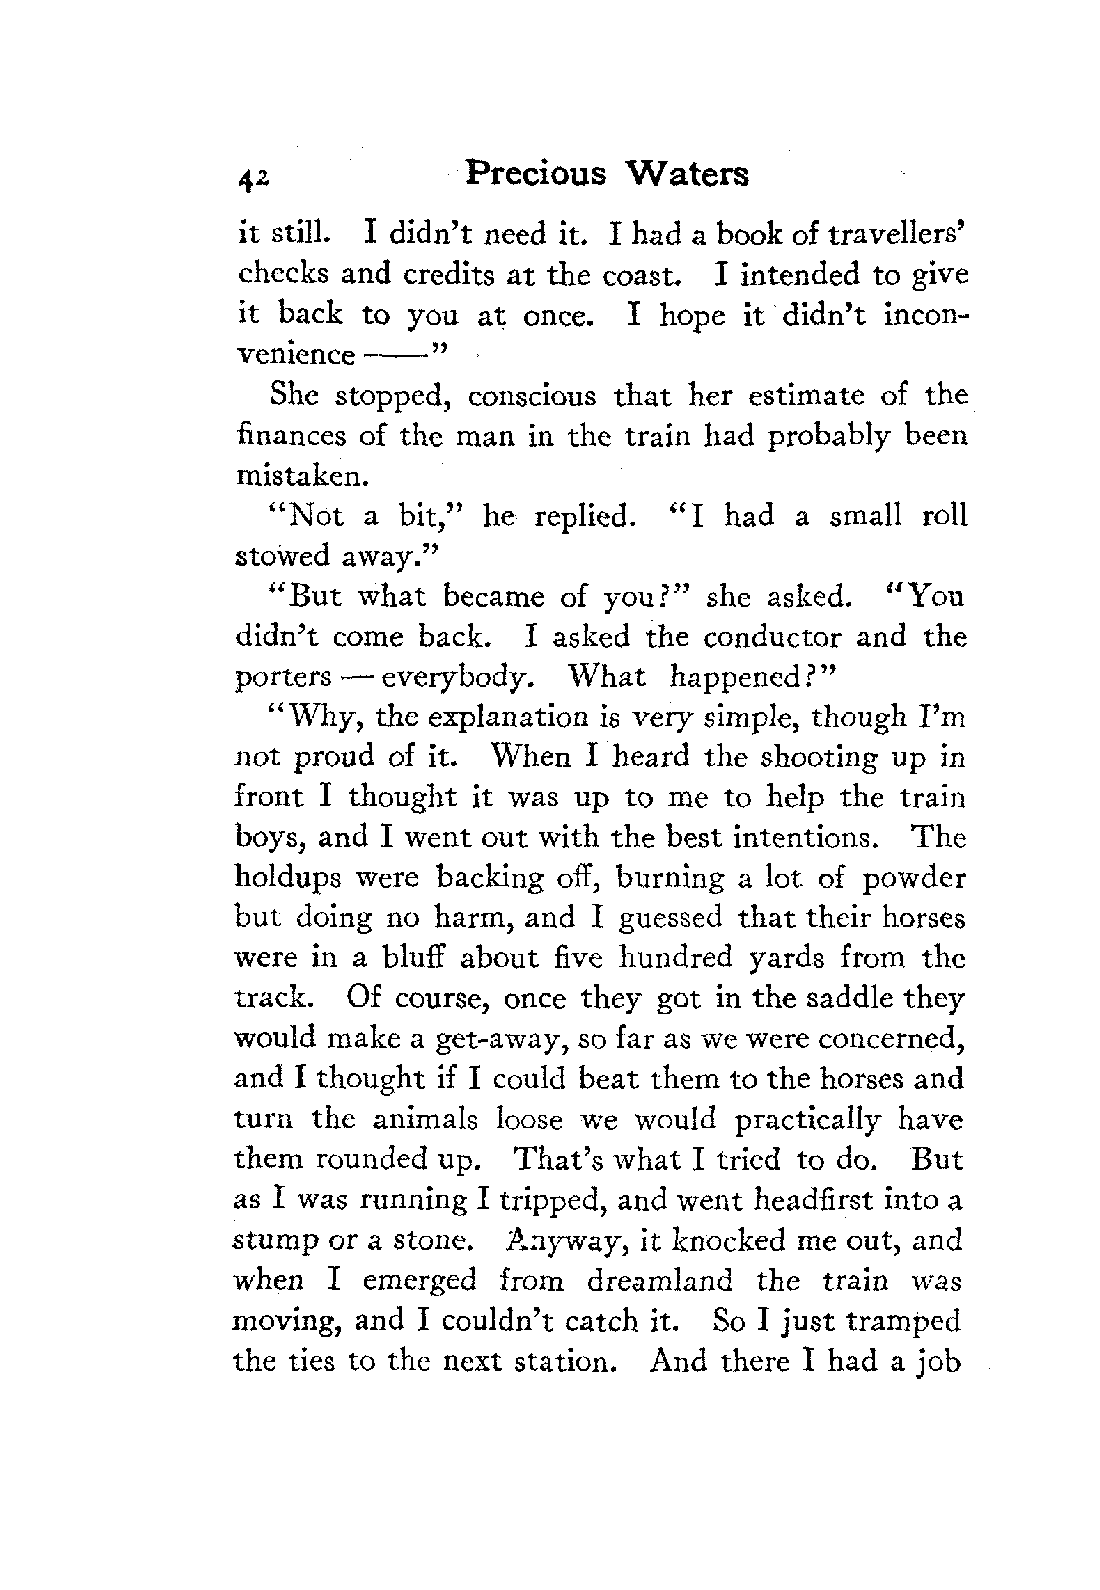 42 Precious Waters
it still. I didn't need it. I had a book of travellers'
checks and credits at the coast. I intended to give
it back to you at once. I hope it didn't incon-
venience ——"
She stopped, conscious that her estimate of the
finances of the man in the train had probably been
mistaken.
"Not a bit," he replied. "I had a small roll
stowed away."
"But what became of you?" she asked. "You
didn't come back. I asked the conductor and the
porters — everybody. What happened?"
"Why, the explanation is very simple, though I'm
not proud of it. When I heard the shooting up in
front I thought it was up to me to help the train
boys, and I went out with the best intentions. The
holdups were backing off, burning a lot of powder
but doing no harm, and I guessed that their horses
were in a bluff about five hundred yards from the
track. Of course, once they got in the saddle they
would make a get-away, so far as we were concerned,
and I thought if I could beat them to the horses and
turn the animals loose we would practically have
them rounded up. That's what I tried to do. But
as I was running I tripped, and went headfirst into a
stump or a stone. Anyway, it knocked me out, and
when I emerged from dreamland the train was
moving, and I couldn't catch it. So I just tramped
the ties to the next station. And there I had a job